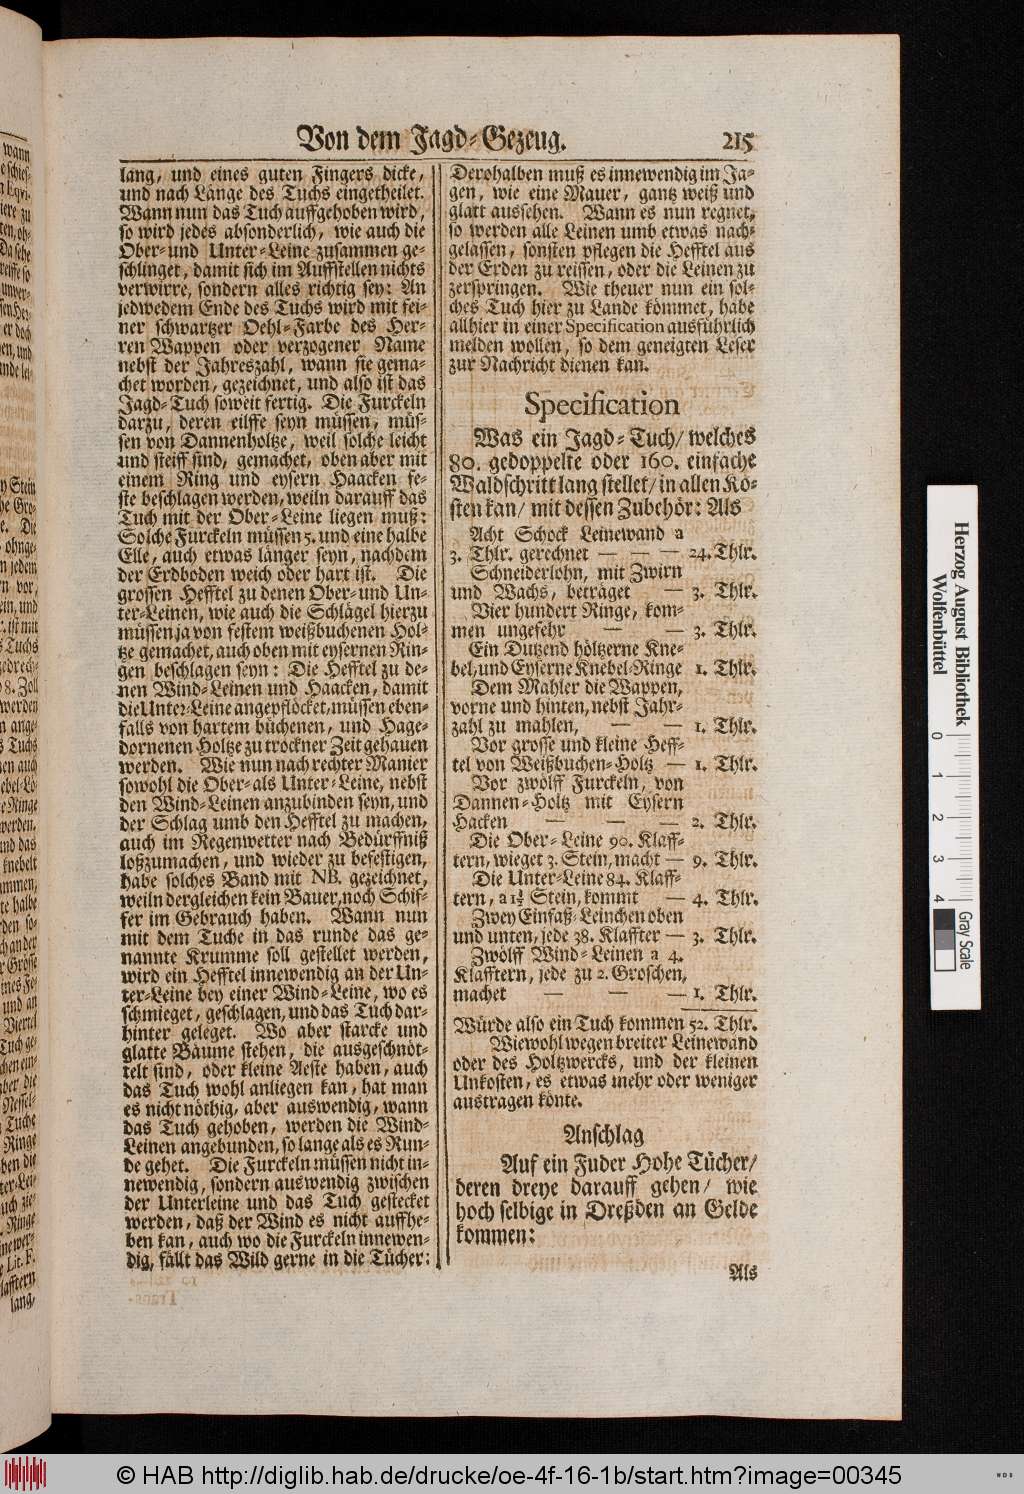 Von dem Jagd-Gezeug. 215
lang, und eines guten Fingers dicke,
und nach Länge des Tuchs eingetheilet.
Wann nun das Tuch auffgehoben wird,
so wird jedes absonderlich, wie auch die
Ober- und Unter-Leine zusammen ge-
schlinget, damit sich im Auffstellen nichts
verwirre, sondern alles richtig sey: An
jedwedem Ende des Tuchs wird mit fei-
ner schwartzer Oehl-Farbe des Her-
ren Wappen oder verzogener Name
nebst der Jahreszahl, wann sie gema-
chet worden, gezeichnet, und also ist das
Jagd-Tuch soweit fertig. Die Furckeln
darzu, deren eilffe seyn müssen, müs-
sen von Dannenholtze, weil solche leicht
und steiff sind, gemachet, oben aber mit
einem Ring und eysern Haacken fe-
ste beschlagen werden, weiln darauff das
Tuch mit der Ober-Leine liegen muß:
Solche Furckeln müssen 5. und eine halbe
Elle, auch etwas länger seyn, nachdem
der Erdboden weich oder hart ist. Die
grossen Hefftel zu denen Ober- und Un-
ter-Leinen, wie auch die Schlägel hierzu
müssen ja von festem weißbuchenen Hol-
tze gemachet, auch oben mit eysernen Rin-
gen beschlagen seyn: Die Hefftel zu de-
nen Wind-Leinen und Haacken, damit
die Unter-Leine angepflöcket, müssen eben-
falls von hartem büchenen, und Hage-
dornenen Holtze zu trockner Zeit gehauen
werden. Wie nun nach rechter Manier
sowohl die Ober- als Unter-Leine, nebst
den Wind-Leinen anzubinden seyn, und
der Schlag umb den Hefftel zu machen,
auch im Regenwetter nach Bedürffniß
loßzumachen, und wieder zu befestigen,
habe solches Band mit NB. gezeichnet,
weiln dergleichen kein Bauer, noch Schif-
fer im Gebrauch haben. Wann nun
mit dem Tuche in das runde das ge-
nannte Krumme soll gestellet werden,
wird ein Hefftel innewendig an der Un-
ter-Leine bey einer Wind-Leine, wo es
schmieget, geschlagen, und das Tuch dar-
hinter geleget. Wo aber starcke und
glatte Bäume stehen, die ausgeschnöt-
telt sind, oder kleine Aeste haben, auch
das Tuch wohl anliegen kan, hat man
es nicht nöthig, aber auswendig, wann
das Tuch gehoben, werden die Wind-
Leinen angebunden, so lange als es Run-
de gehet. Die Furckeln müssen nicht in-
newendig, sondern auswendig zwischen
der Unterleine und das Tuch gestecket
werden, daß der Wind es nicht auffhe-
ben kan, auch wo die Furckeln innewen-
dig, fällt das Wild gerne in die Tücher:
Derohalben muß es innewendig im Ja-
gen, wie eine Mauer, gantz weiß und
glatt aussehen. Wann es nun regnet,
so werden alle Leinen umb etwas nach-
gelassen, sonsten pflegen die Hefftel aus
der Erden zu reissen, oder die Leinen zu
zerspringen. Wie theuer nun ein sol-
ches Tuch hier zu Lande kömmet, habe
allhier in einer Specification ausführlich
melden wollen, so dem geneigten Leser
zur Nachricht dienen kan.
Specification
Was ein Jagd-Tuch/ welches
80. gedoppelte oder 160. einfache
Waldschritt lang stellet/ in allen Ko-
sten kan/ mit dessen Zubehör: Als
Acht Schock Leinewand a
3. Thlr. gerechnet — — — 24. Thlr.
Schneiderlohn, mit Zwirn
und Wachs, beträget — 3. Thlr.
Vier hundert Ringe, kom-
men ungefehr — — 3. Thlr.
Ein Dutzend höltzerne Kne-
bel, und Eyserne Knebel-Ringe 1. Thlr.
Dem Mahler die Wappen,
vorne und hinten, nebst Jahr-
zahl zu mahlen, — — 1. Thlr.
Vor grosse und kleine Heff-
tel von Weißbuchen-Holtz — 1. Thlr.
Vor zwölff Furckeln, von
Dannen-Holtz mit Eysern
Hacken — — — 2. Thlr.
Die Ober-Leine 90. Klaff-
tern, wieget 3. Stein, macht — 9. Thlr.
Die Unter-Leine 84. Klaff-
tern, a 1½ Stein, kommt — 4. Thlr.
Zwey Einfaß-Leinchen oben
und unten, jede 38. Klaffter — 3. Thlr.
Zwölff Wind-Leinen a 4.
Klafftern, jede zu 2. Groschen,
machet — — — 1. Thlr.
Würde also ein Tuch kommen 52. Thlr.
Wiewohl wegen breiter Leinewand
oder des Holtzwercks, und der kleinen
Unkosten, es etwas mehr oder weniger
austragen könte.
Anschlag
Auf ein Fuder Hohe Tücher/
deren dreye darauff gehen/ wie
hoch selbige in Dreßden an Gelde
kommen:
Als
Herzog August Bibliothek
Wolfenbüttel
0 1 2 3 4
Gray Scale
© HAB http://diglib.hab.de/drucke/oe-4f-16-1b/start.htm?image=00345